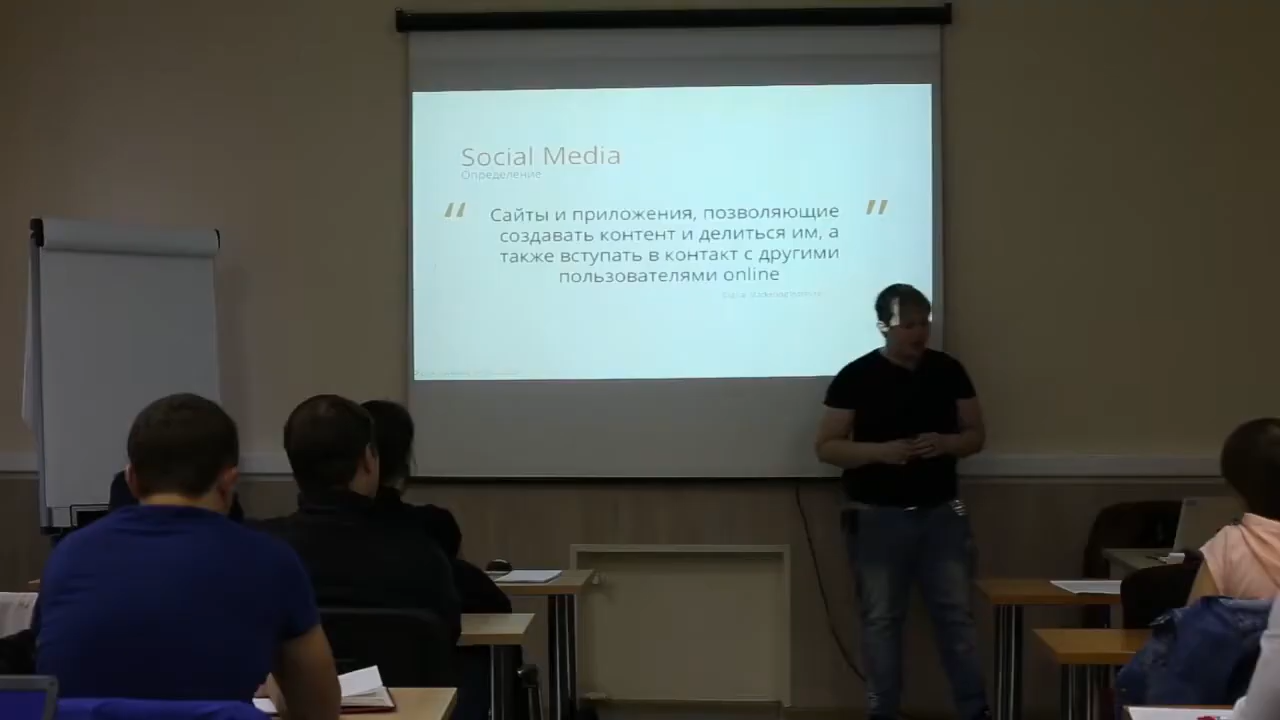 Social Media
Определение
“ Сайты и приложения, позволяющие ”
создавать контент и делиться им, а
также вступать в контакт с другими
пользователями online